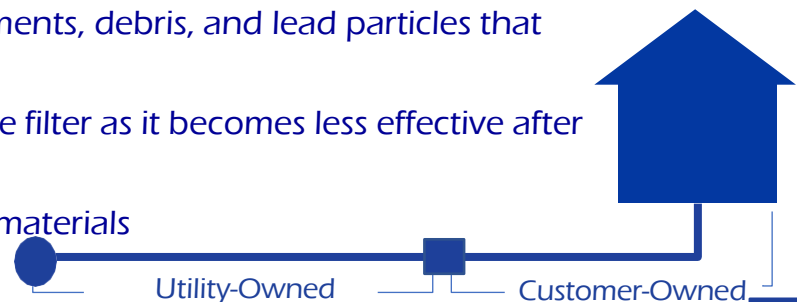 ments, debris, and lead particles that
e filter as it becomes less effective after
materials
Utility-Owned
Customer-Owned